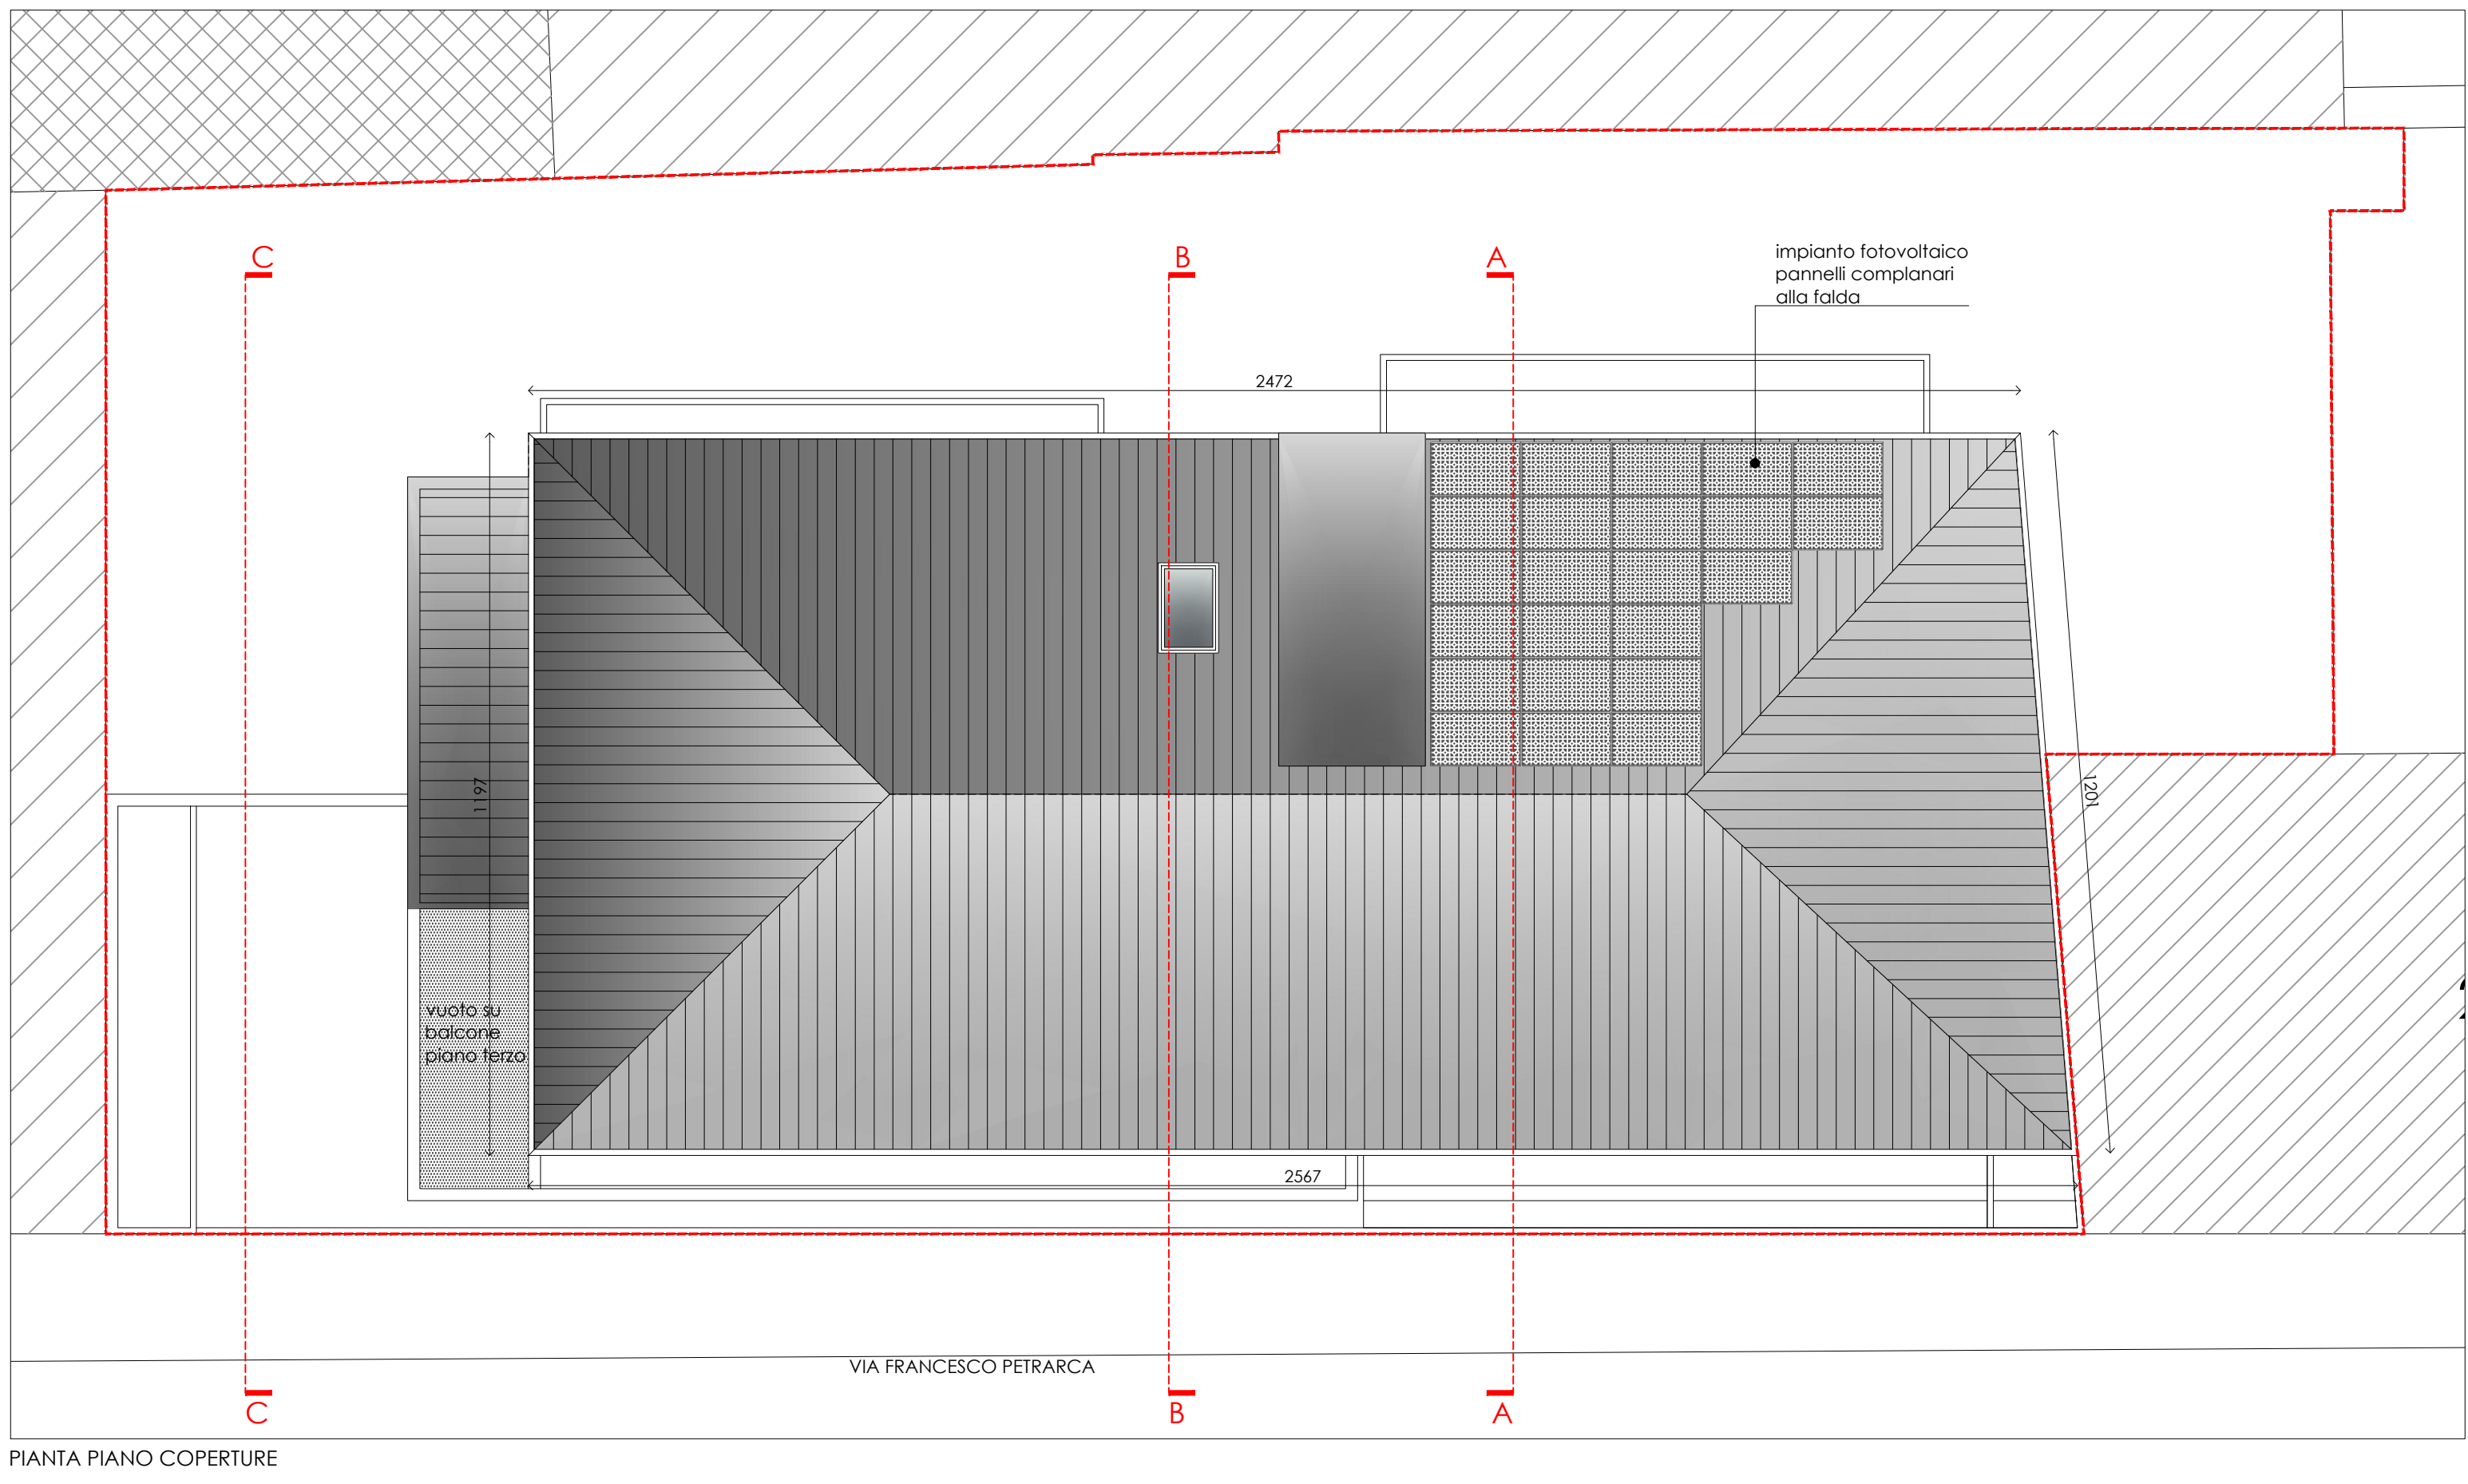 C
B
A
impianto fotovoltaico
pannelli complanari
alla falda
2472
1197
1201
vuoto su
balcone
piano terzo
2567
VIA FRANCESCO PETRARCA
C
B
A
PIANTA PIANO COPERTURE